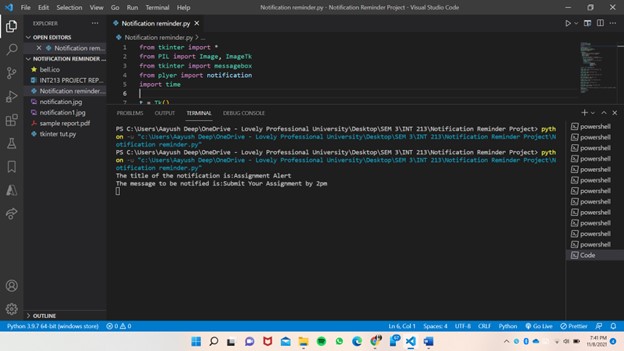 File Edit Selection View Go Run Terminal Help
Notification reminder.py - Notification Reminder Project - Visual Studio Code
EXPLORER
OPEN EDITORS
Notification rem...
NOTIFICATION REMINDER ...
bell.ico
INT213 PROJECT REP...
Notification reminder...
notification.jpg
notification1.jpg
sample report.pdf
tkinter tut.py
OUTLINE
Notification reminder.py
Notification reminder.py > ...
1 from tkinter import *
2 from PIL import Image, ImageTk
3 from tkinter import messagebox
4 from plyer import notification
5 import time
6
7 t = Tk()
PROBLEMS OUTPUT TERMINAL DEBUG CONSOLE
PS C:\Users\Aayush Deep\OneDrive - Lovely Professional University\Desktop\SEM 3\INT 213\Notification Reminder Project> pyth
on -u "c:\Users\Aayush Deep\OneDrive - Lovely Professional University\Desktop\SEM 3\INT 213\Notification Reminder Project\N
otification reminder.py"
PS C:\Users\Aayush Deep\OneDrive - Lovely Professional University\Desktop\SEM 3\INT 213\Notification Reminder Project> pyth
on -u "c:\Users\Aayush Deep\OneDrive - Lovely Professional University\Desktop\SEM 3\INT 213\Notification Reminder Project\N
otification reminder.py"
The title of the notification is:Assignment Alert
The message to be notified is:Submit Your Assignment by 2pm
powershell
powershell
powershell
powershell
powershell
powershell
powershell
powershell
powershell
powershell
powershell
powershell
Code
Python 3.9.7 64-bit (windows store) 0 0
Ln 6, Col 1 Spaces: 4 UTF-8 CRLF Python Go Live Prettier
7:41 PM
11/8/2021